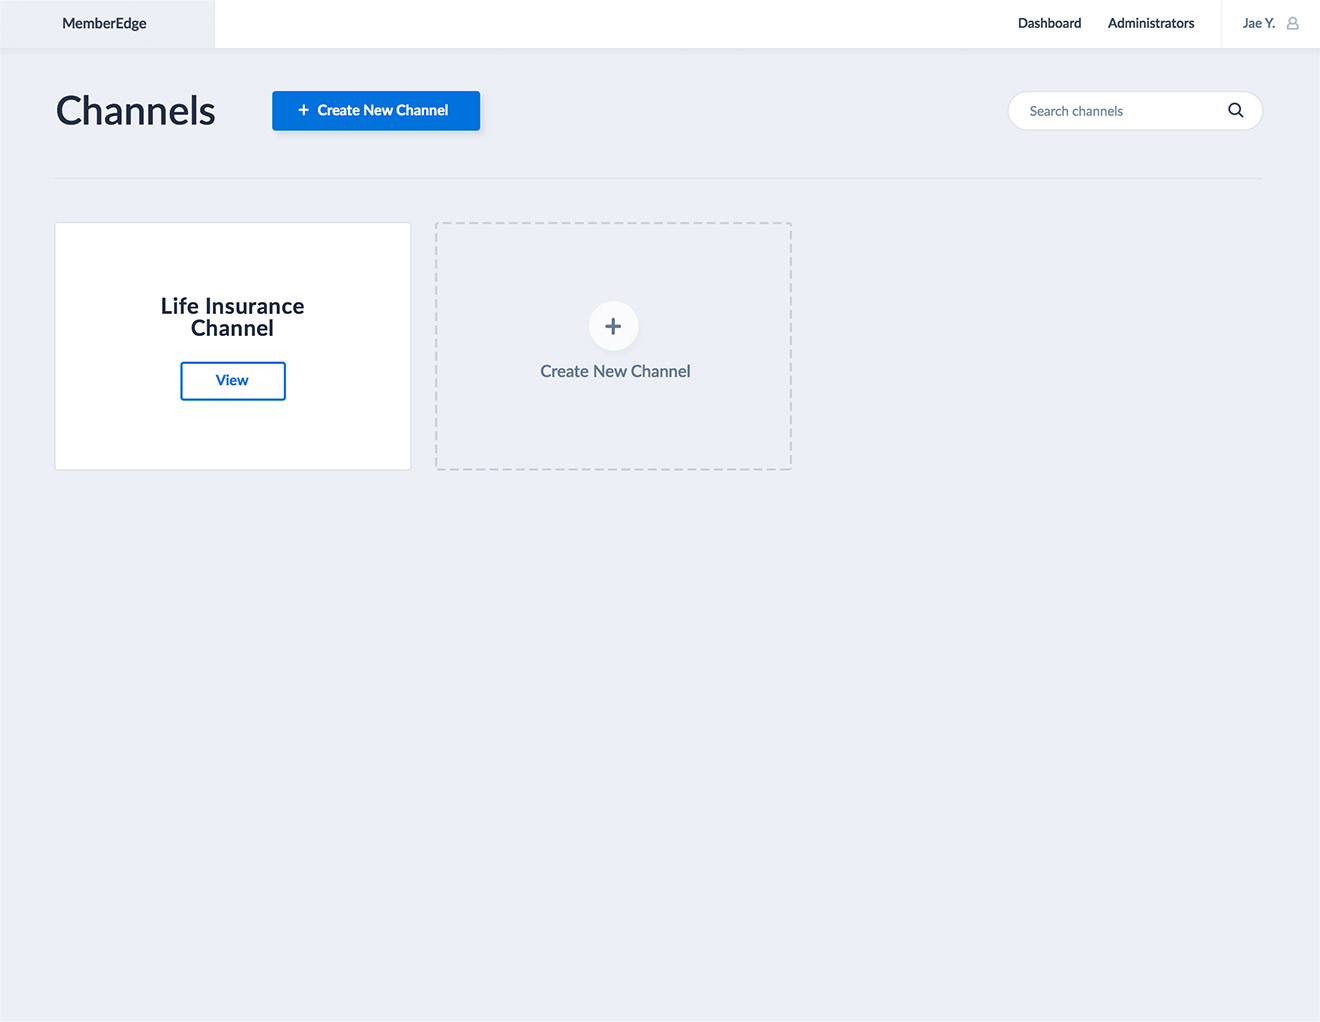 MemberEdge
Dashboard
Administrators
Jae Y.
Channels
+ Create New Channel
Search channels
Life Insurance
Channel
View
+
Create New Channel